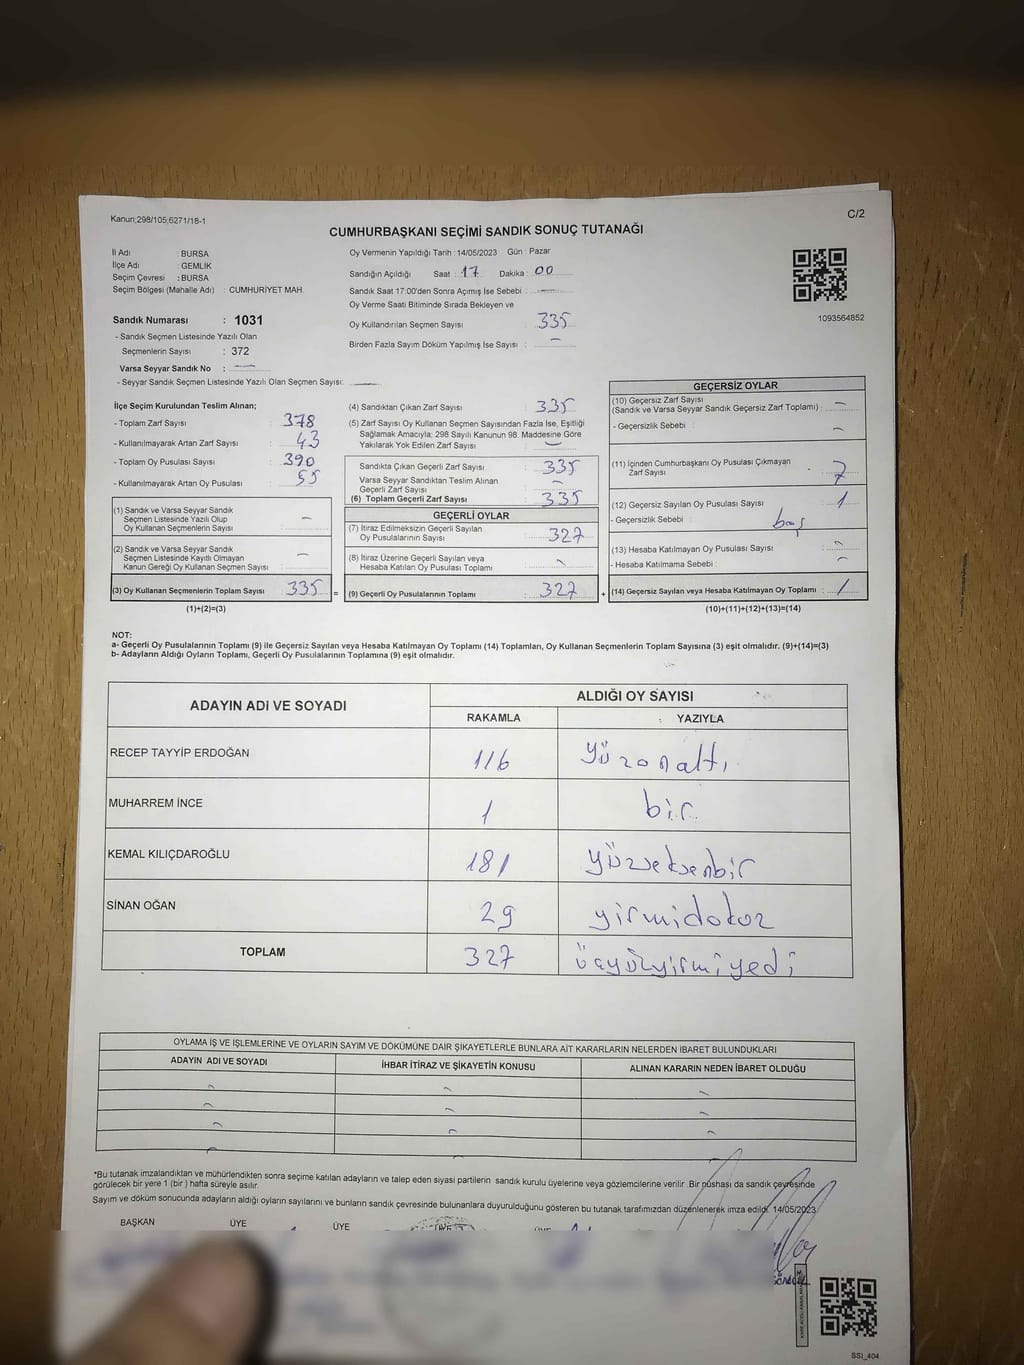 Kanun:298/105;6271/18-1
C/2
CUMHURBAŞKANI SEÇİMİ SANDIK SONUÇ TUTANAĞI
İl Adı : BURSA
İlçe Adı : GEMLİK
Seçim Çevresi : BURSA
Seçim Bölgesi (Mahalle Adı) : CUMHURİYET MAH.
Sandık Numarası : 1031
- Sandık Seçmen Listesinde Yazılı Olan
Seçmenlerin Sayısı : 372
Varsa Seyyar Sandık No : —
- Seyyar Sandık Seçmen Listesinde Yazılı Olan Seçmen Sayısı: —
Oy Vermenin Yapıldığı Tarih : 14/05/2023 Gün : Pazar
Sandığın Açıldığı Saat : 17 Dakika : 00
Sandık Saat 17:00'den Sonra Açımış İse Sebebi : —
Oy Verme Saati Bitiminde Sırada Bekleyen ve
Oy Kullandırılan Seçmen Sayısı 335
Birden Fazla Sayım Döküm Yapılmış İse Sayısı : —
1093564852
İlçe Seçim Kurulundan Teslim Alınan;
- Toplam Zarf Sayısı : 378
- Kullanılmayarak Artan Zarf Sayısı : 43
- Toplam Oy Pusulası Sayısı : 390
- Kullanılmayarak Artan Oy Pusulası : 55
(1) Sandık ve Varsa Seyyar Sandık
Seçmen Listesinde Yazılı Olup
Oy Kullanan Seçmenlerin Sayısı : —
(2) Sandık ve Varsa Seyyar Sandık
Seçmen Listesinde Kayıtlı Olmayan
Kanun Gereği Oy Kullanan Seçmenlerin Sayısı : —
(3) Oy Kullanan Seçmenlerin Toplam Sayısı : 335 =
(1)+(2)=(3)
(4) Sandıktan Çıkan Zarf Sayısı : 335
(5) Zarf Sayısı Oy Kullanan Seçmen Sayısından Fazla İse, Eşitliği
Sağlamak Amacıyla; 298 Sayılı Kanunun 98. Maddesine Göre
Yakılarak Yok Edilen Zarf Sayısı : —
Sandıkta Çıkan Geçerli Zarf Sayısı : 335
Varsa Seyyar Sandıktan Teslim Alınan
Geçerli Zarf Sayısı : —
(6) Toplam Geçerli Zarf Sayısı : 335
GEÇERLİ OYLAR
(7) İtiraz Edilmeksizin Geçerli Sayılan
Oy Pusulalarının Sayısı : 327
(8) İtiraz Üzerine Geçerli Sayılan veya
Hesaba Katılan Oy Pusulası Toplamı : —
(9) Geçerli Oy Pusulalarının Toplamı : 327 +
GEÇERSİZ OYLAR
(10) Geçersiz Zarf Sayısı
(Sandık ve Varsa Seyyar Sandık Geçersiz Zarf Toplamı) : —
- Geçersizlik Sebebi : —
(11) İçinden Cumhurbaşkanı Oy Pusulası Çıkmayan
Zarf Sayısı : 7
(12) Geçersiz Sayılan Oy Pusulası Sayısı : 1
- Geçersizlik Sebebi : boş
(13) Hesaba Katılmayan Oy Pusulası Sayısı : —
- Hesaba Katılmama Sebebi : —
(14) Geçersiz Sayılan veya Hesaba Katılmayan Oy Toplamı : 1
(10)+(11)+(12)+(13)=(14)
NOT:
a- Geçerli Oy Pusulalarının Toplamı (9) ile Geçersiz Sayılan veya Hesaba Katılmayan Oy Toplamı (14) Toplamları, Oy Kullanan Seçmenlerin Toplam Sayısına (3) eşit olmalıdır. (9)+(14)=(3)
b- Adayların Aldığı Oyların Toplamı, Geçerli Oy Pusulalarının Toplamına (9) eşit olmalıdır.
ADAYIN ADI VE SOYADI ALDIĞI OY SAYISI
RAKAMLA YAZIYLA
RECEP TAYYİP ERDOĞAN 116 yüzonaltı
MUHARREM İNCE 1 bir
KEMAL KILIÇDAROĞLU 181 yüzseksenbir
SİNAN OĞAN 29 yirmidokuz
TOPLAM 327 üçyüzyirmiyedi
OYLAMA İŞ VE İŞLEMLERİNE VE OYLARIN SAYIM VE DÖKÜMÜNE DAİR ŞİKAYETLERLE BUNLARA AİT KARARLARIN NELERDEN İBARET BULUNDUKLARI
ADAYIN ADI VE SOYADI İHBAR İTİRAZ VE ŞİKAYETİN KONUSU ALINAN KARARIN NEDEN İBARET OLDUĞU
*Bu tutanak imzalandıktan ve mühürlendikten sonra seçime katılan adayların ve talep eden siyasi partilerin sandık kurulu üyelerine veya gözlemcilerine verilir. Bir nüshası da sandık çevresinde
görülecek bir yere 1 (bir) hafta süreyle asılır.
Sayım ve döküm sonucunda adayların aldığı oyların sayılarını ve bunların sandık çevresinde bulunanlara duyurulduğunu gösteren bu tutanak tarafımızdan düzenlenerek imza edildi. 14/05/2023
BAŞKAN ÜYE ÜYE ÜYE
SSI_404